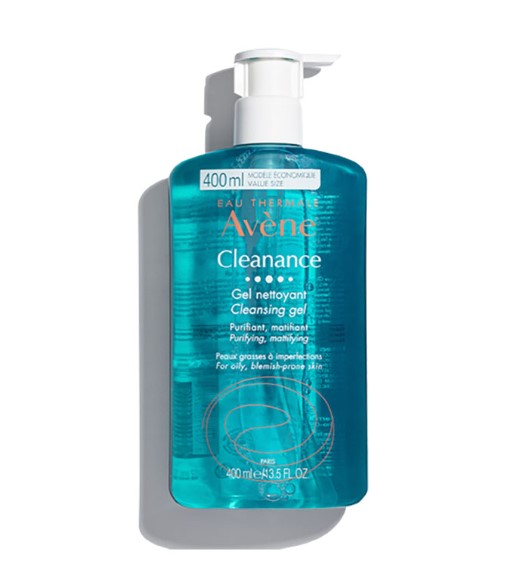 400 ml MODÈLE ÉCONOMIQUE
VALUE SIZE
EAU THERMALE
Avène
Cleanance
Gel nettoyant
Cleansing gel
Purifiant, matifiant
Purifying, mattifying
Peaux grasses à imperfections
For oily, blemish-prone skin
PARIS
400 ml e/13.5 FL.OZ.